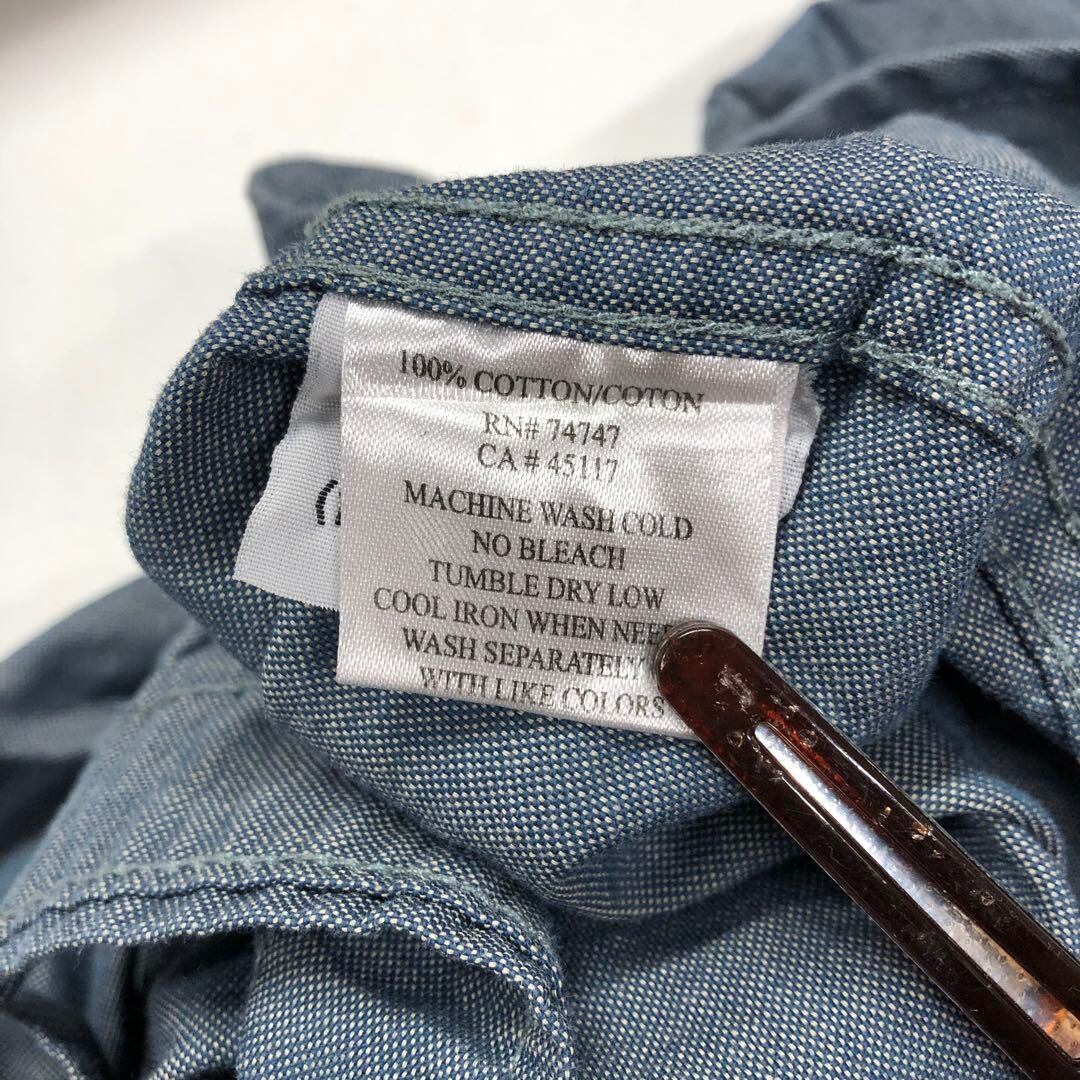 100% COTTON/COTON
RN# 74747
CA # 45117
MACHINE WASH COLD
NO BLEACH
TUMBLE DRY LOW
COOL IRON WHEN
WASH SEPARATELY
WITH LIKE COLORS